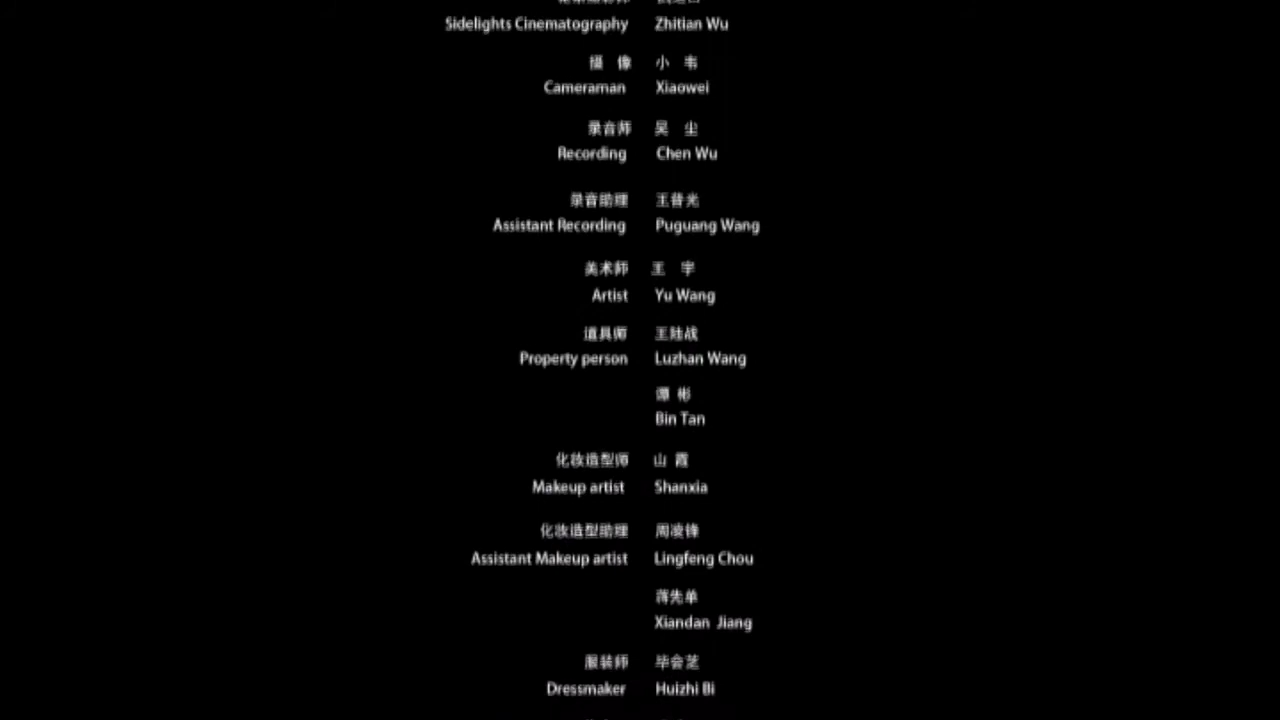 Sidelights Cinematography Zhitian Wu
摄 像 小 韦
Cameraman Xiaowei
录音师 吴 尘
Recording Chen Wu
录音助理 王普光
Assistant Recording Puguang Wang
美术师 王 宇
Artist Yu Wang
道具师 王陆战
Property person Luzhan Wang
谭 彬
Bin Tan
化妆造型师 山 霞
Makeup artist Shanxia
化妆造型助理 周凌锋
Assistant Makeup artist Lingfeng Chou
蒋先单
Xiandan Jiang
服装师 毕会芝
Dressmaker Huizhi Bi